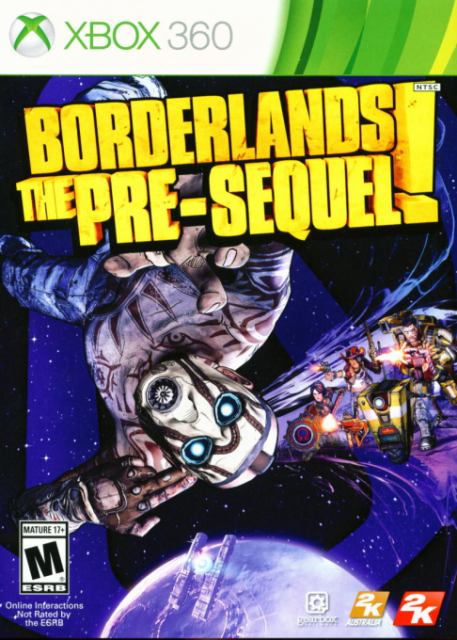 XBOX 360
NTSC
BORDERLANDS
THE PRE-SEQUEL!
MATURE 17+
M
®
ESRB
Online Interactions
Not Rated by
the ESRB
gearbox
2K
AUSTRALIA
2K